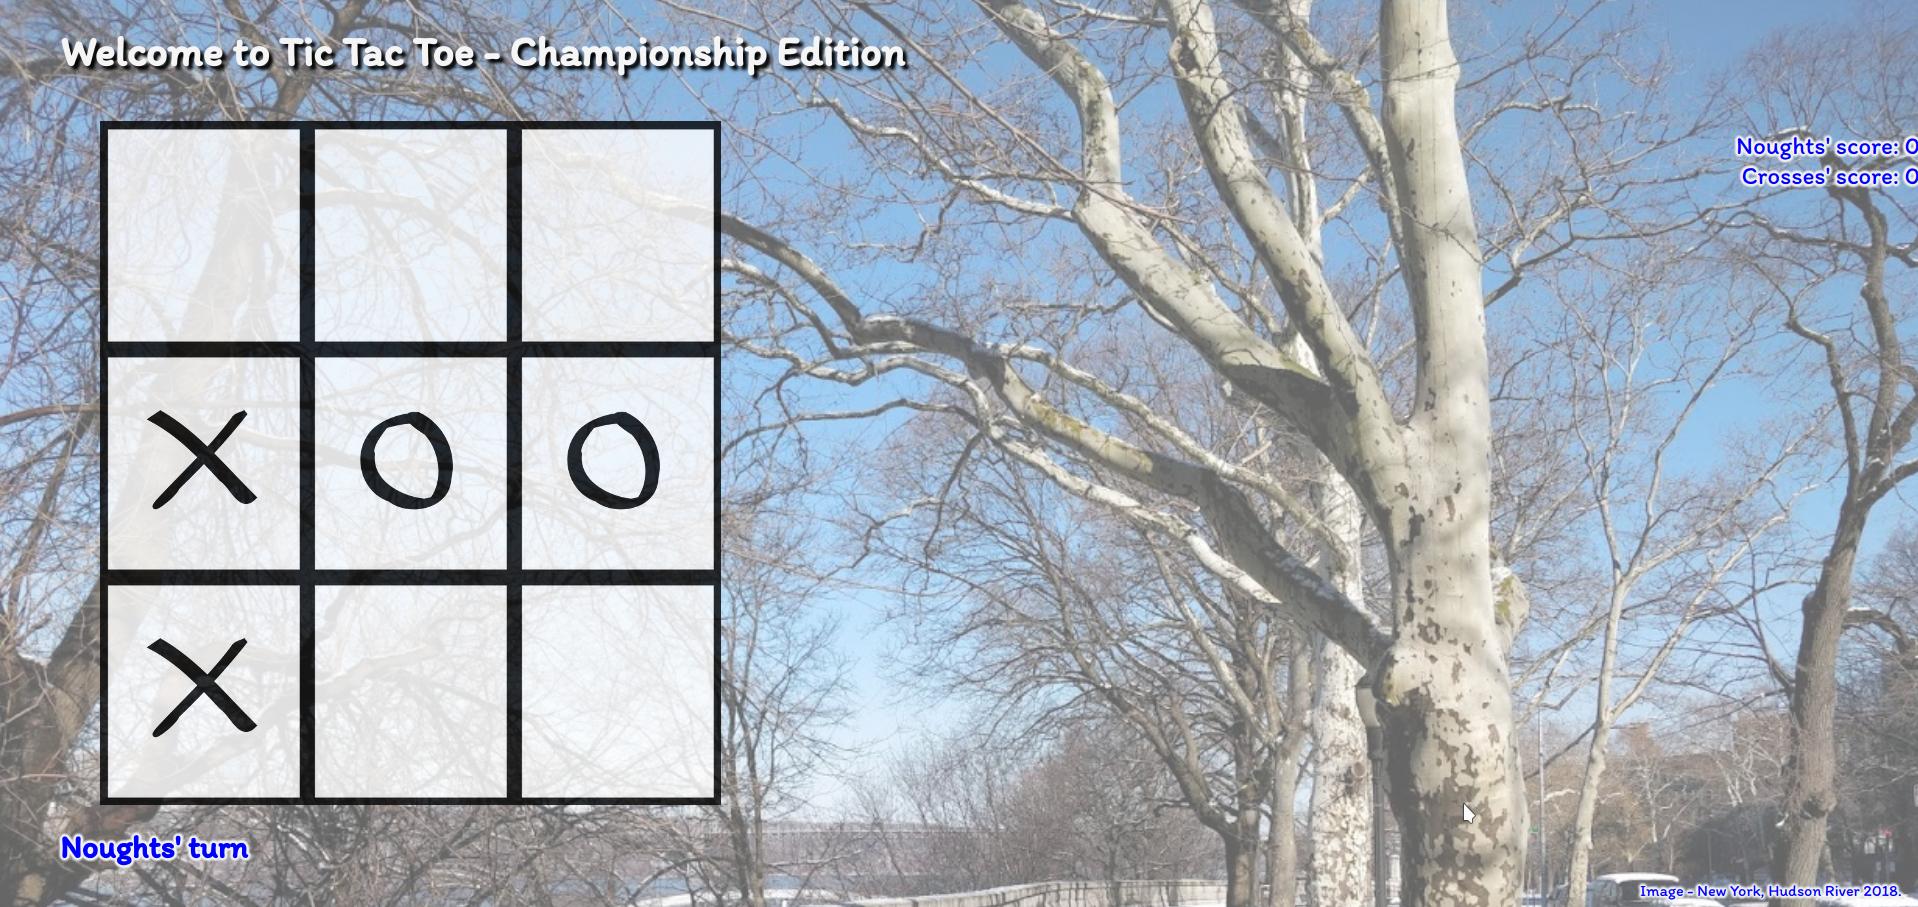 Welcome to Tic Tac Toe - Championship Edition
Noughts' score: 0
Crosses' score: 0
X O O
X
Noughts' turn
Image - New York, Hudson River 2018.